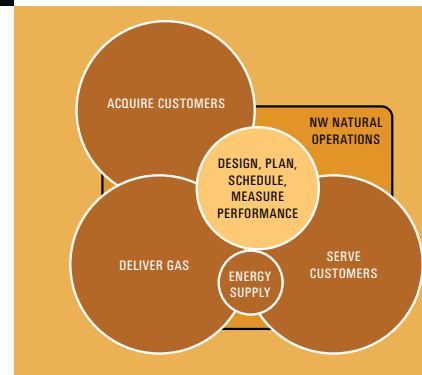 ACQUIRE CUSTOMERS
NW NATURAL
OPERATIONS
DESIGN, PLAN,
SCHEDULE,
MEASURE
PERFORMANCE
DELIVER GAS
ENERGY
SUPPLY
SERVE
CUSTOMERS